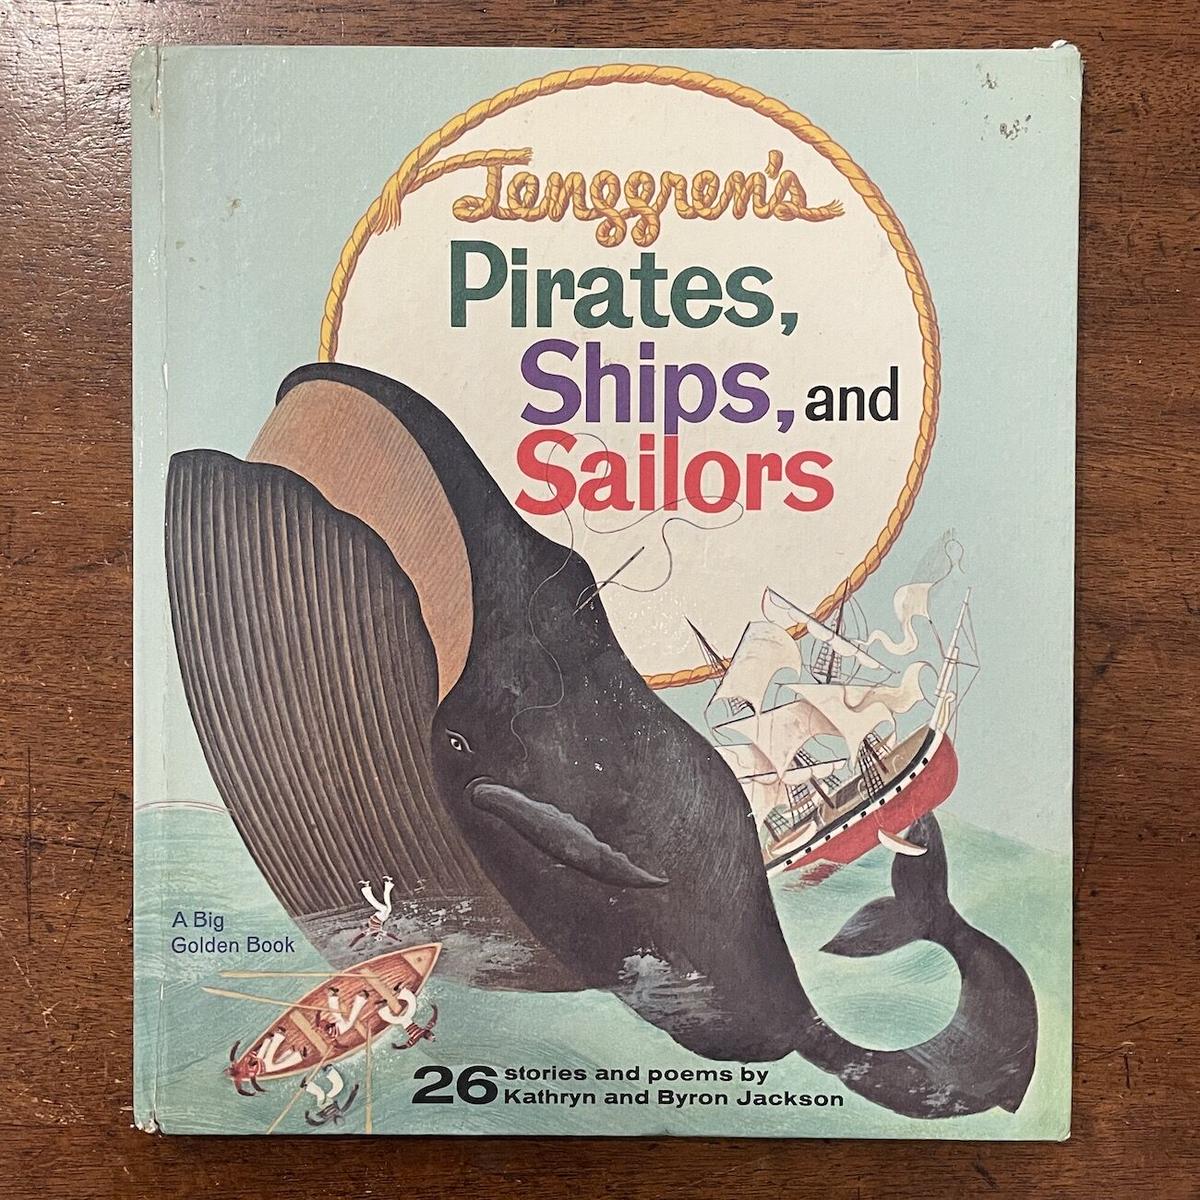 Tenggren's
Pirates,
Ships, and
Sailors
A Big
Golden Book
26 stories and poems by
Kathryn and Byron Jackson